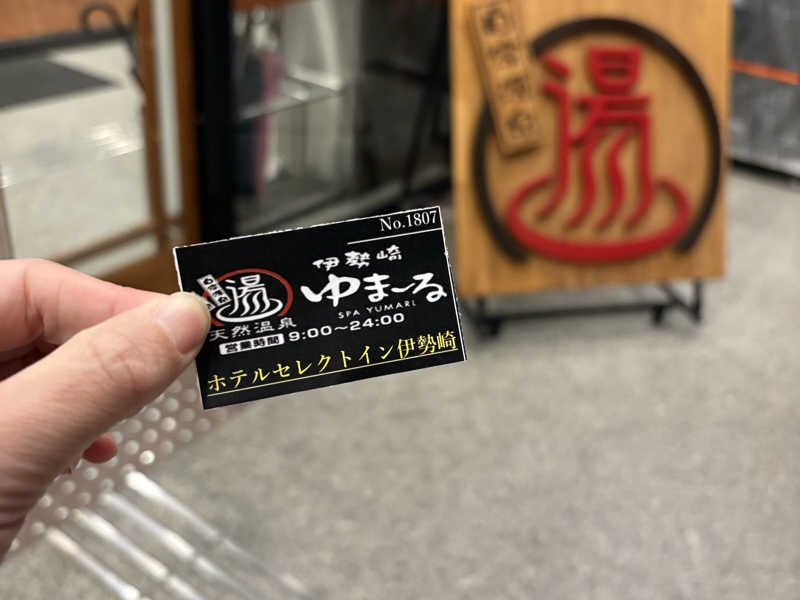 No.1807
伊勢崎
湯
ゆま〜る
SPA YUMARL
天然温泉
営業時間 9:00〜24:00
ホテルセレクトイン伊勢崎
湯